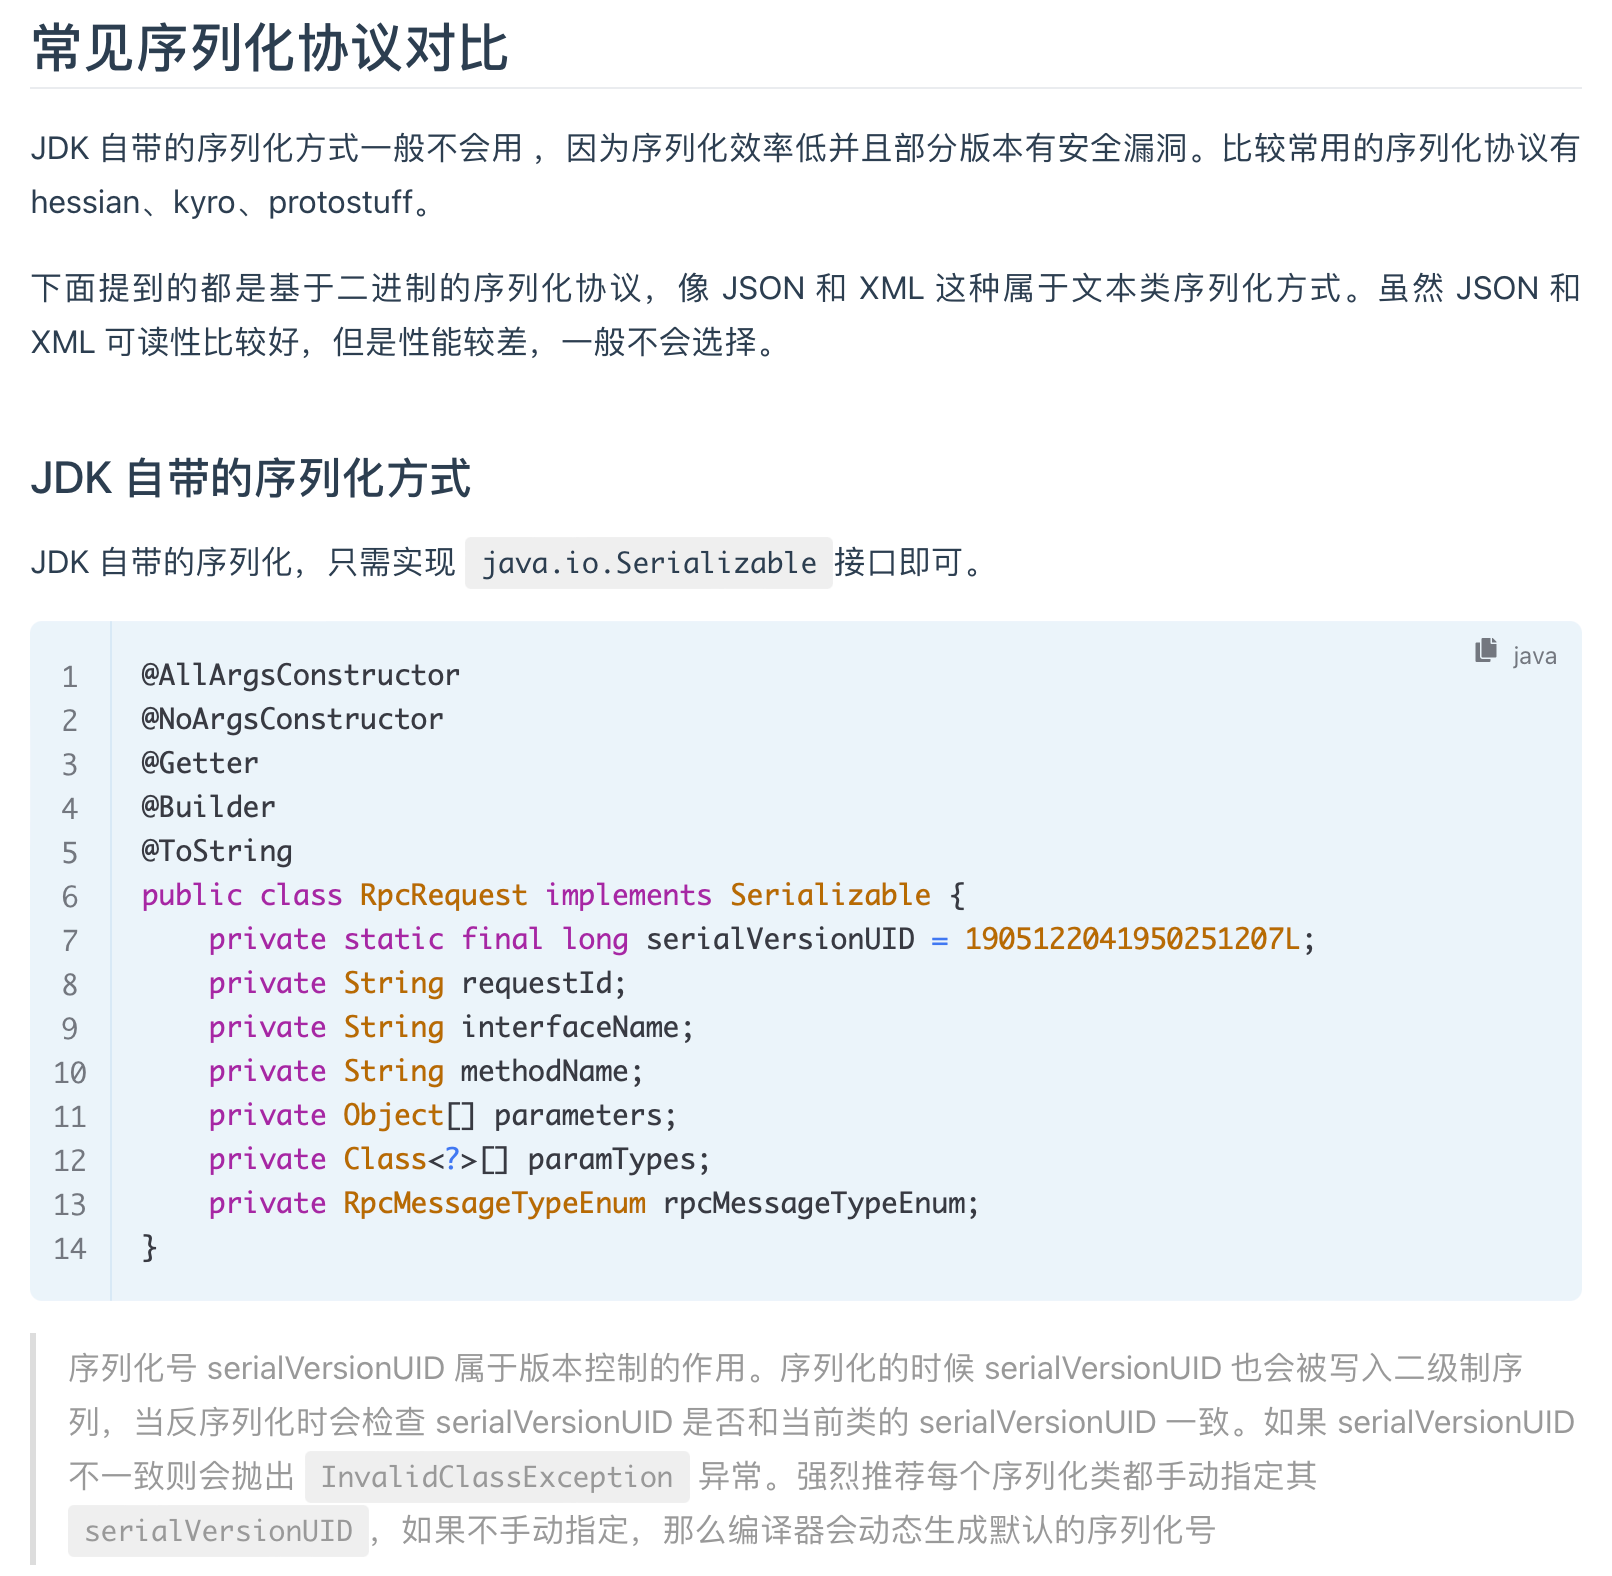 常见序列化协议对比
JDK 自带的序列化方式一般不会用 ，因为序列化效率低并且部分版本有安全漏洞。比较常用的序列化协议有
hessian、kyro、protostuff。
下面提到的都是基于二进制的序列化协议，像 JSON 和 XML 这种属于文本类序列化方式。虽然 JSON 和
XML 可读性比较好，但是性能较差，一般不会选择。
JDK 自带的序列化方式
JDK 自带的序列化，只需实现 java.io.Serializable接口即可。
java
1 @AllArgsConstructor
2 @NoArgsConstructor
3 @Getter
4 @Builder
5 @ToString
6 public class RpcRequest implements Serializable {
7     private static final long serialVersionUID = 1905122041950251207L;
8     private String requestId;
9     private String interfaceName;
10     private String methodName;
11     private Object[] parameters;
12     private Class<?>[] paramTypes;
13     private RpcMessageTypeEnum rpcMessageTypeEnum;
14 }
序列化号 serialVersionUID 属于版本控制的作用。序列化的时候 serialVersionUID 也会被写入二级制序
列，当反序列化时会检查 serialVersionUID 是否和当前类的 serialVersionUID 一致。如果 serialVersionUID
不一致则会抛出 InvalidClassException 异常。强烈推荐每个序列化类都手动指定其
serialVersionUID，如果不手动指定，那么编译器会动态生成默认的序列化号